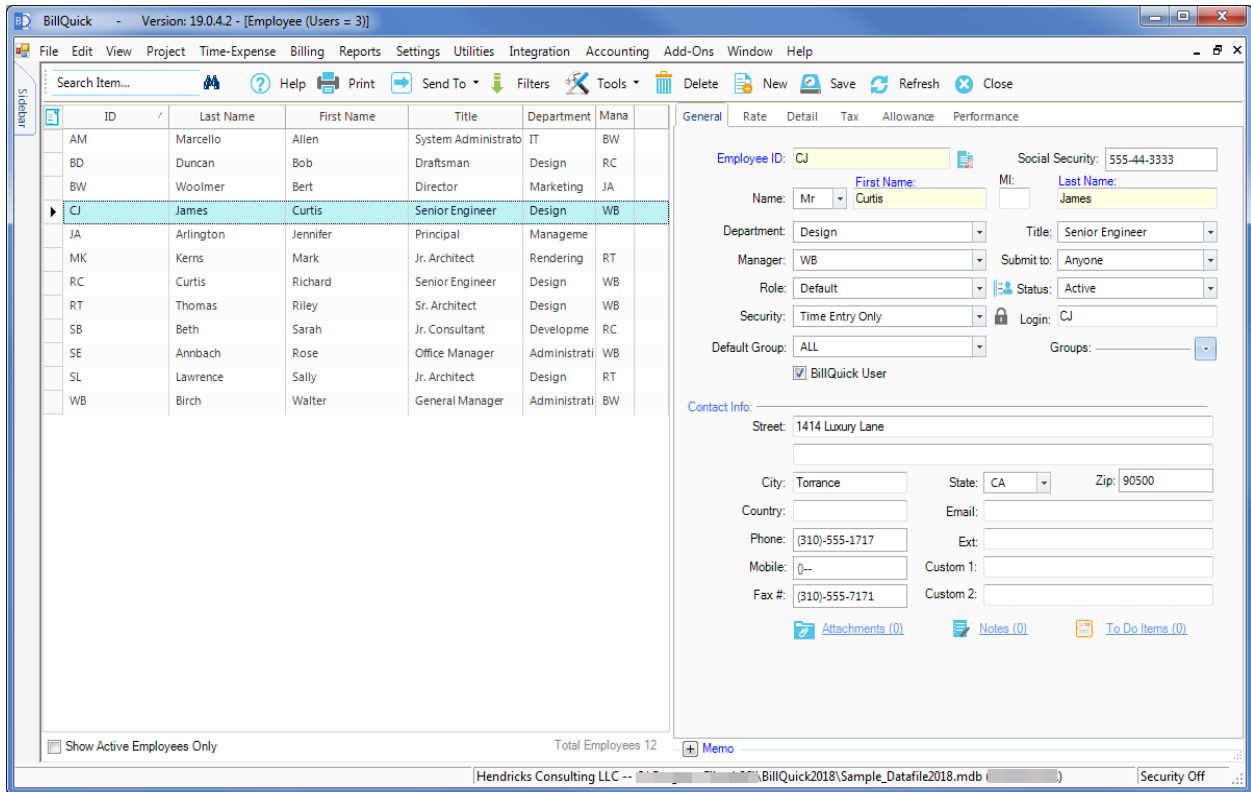 BillQuick - Version: 19.0.4.2 - [Employee (Users = 3)]
File Edit View Project Time-Expense Billing Reports Settings Utilities Integration Accounting Add-Ons Window Help
Sidebar
Search Item... Help Print Send To Filters Tools Delete New Save Refresh Close
ID Last Name First Name Title Department Mana
AM Marcello Allen System Administrato IT BW
BD Duncan Bob Draftsman Design RC
BW Woolmer Bert Director Marketing JA
CJ James Curtis Senior Engineer Design WB
JA Arlington Jennifer Principal Manageme
MK Kerns Mark Jr. Architect Rendering RT
RC Curtis Richard Senior Engineer Design WB
RT Thomas Riley Sr. Architect Design WB
SB Beth Sarah Jr. Consultant Developme RC
SE Annbach Rose Office Manager Administrati WB
SL Lawrence Sally Jr. Architect Design RT
WB Birch Walter General Manager Administrati BW
Show Active Employees Only Total Employees 12
General Rate Detail Tax Allowance Performance
Employee ID: CJ Social Security: 555-44-3333
First Name: MI: Last Name:
Name: Mr Curtis James
Department: Design Title: Senior Engineer
Manager: WB Submit to: Anyone
Role: Default Status: Active
Security: Time Entry Only Login: CJ
Default Group: ALL Groups:
BillQuick User
Contact Info:
Street: 1414 Luxury Lane
City: Torrance State: CA Zip: 90500
Country: Email:
Phone: (310)-555-1717 Ext:
Mobile: ()-- Custom 1:
Fax #: (310)-555-7171 Custom 2:
Attachments (0) Notes (0) To Do Items (0)
Memo
Hendricks Consulting LLC -- \BillQuick2018\Sample_Datafile2018.mdb ( ) Security Off